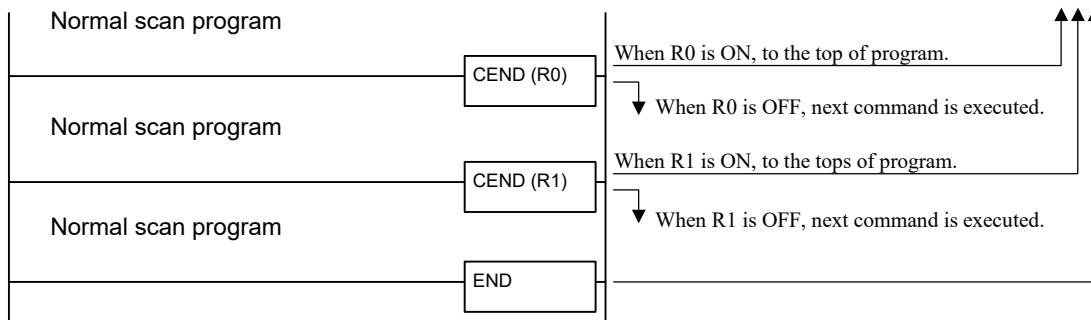 Normal scan program
When R0 is ON, to the top of program.
CEND (R0)
When R0 is OFF, next command is executed.
Normal scan program
When R1 is ON, to the tops of program.
CEND (R1)
When R1 is OFF, next command is executed.
Normal scan program
END